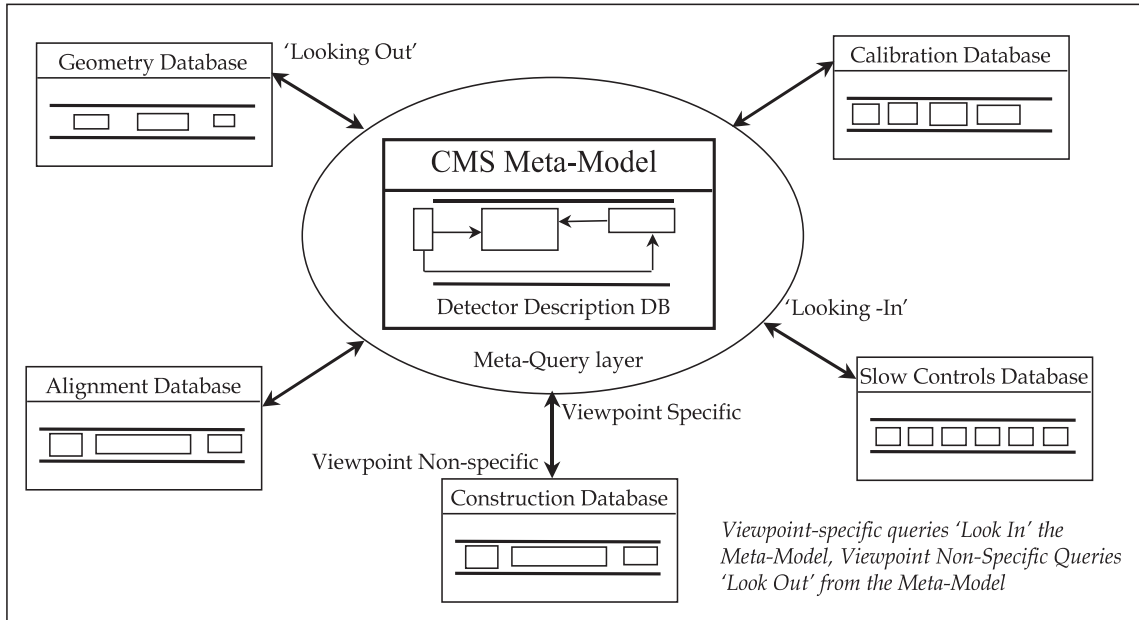 Geometry Database
'Looking Out'
Calibration Database
CMS Meta-Model
Detector Description DB
'Looking -In'
Meta-Query layer
Alignment Database
Slow Controls Database
Viewpoint Specific
Viewpoint Non-specific
Construction Database
Viewpoint-specific queries 'Look In' the
Meta-Model, Viewpoint Non-Specific Queries
'Look Out' from the Meta-Model